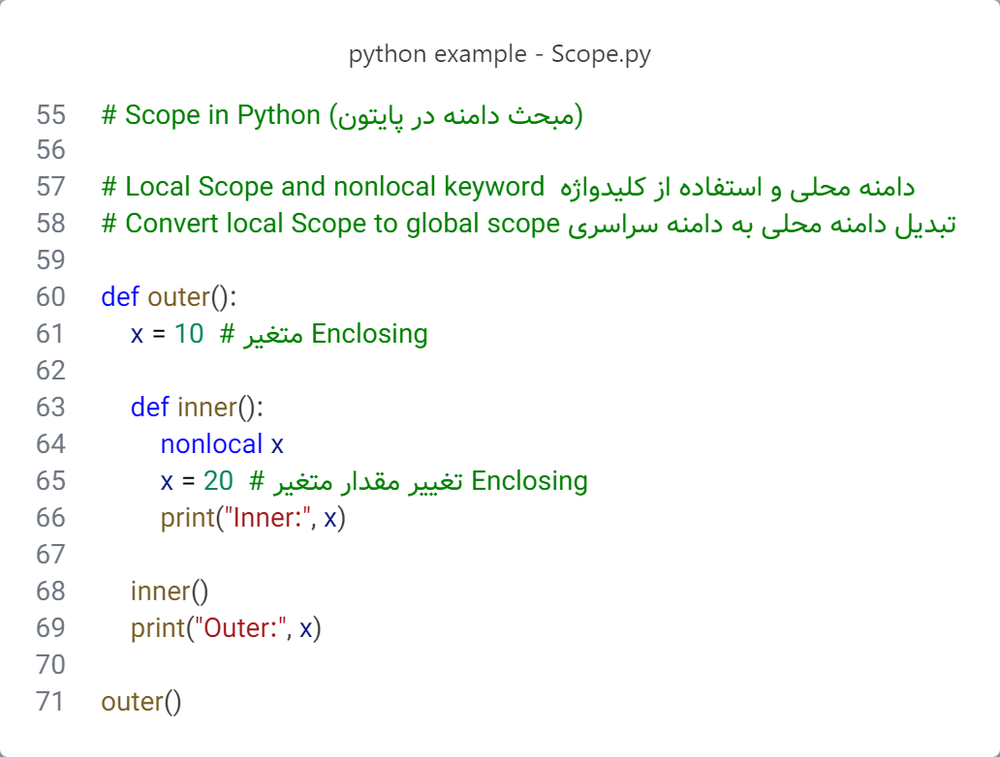 python example - Scope.py
55 # Scope in Python (مبحث دامنه در پایتون)
56
57 # Local Scope and nonlocal keyword دامنه محلی و استفاده از کلیدواژه
58 # Convert local Scope to global scope تبدیل دامنه محلی به دامنه سراسری
59
60 def outer():
61     x = 10  # متغیر Enclosing
62
63     def inner():
64         nonlocal x
65         x = 20  # تغییر مقدار متغیر Enclosing
66         print("Inner:", x)
67
68     inner()
69     print("Outer:", x)
70
71 outer()